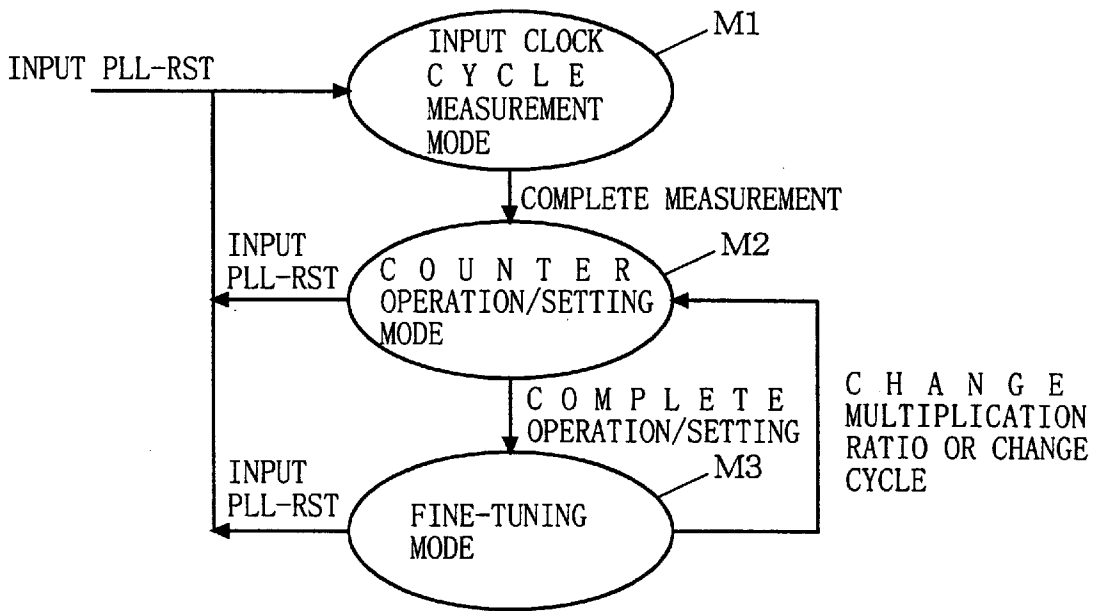 INPUT PLL-RST
INPUT CLOCK
CYCLE
MEASUREMENT
MODE
M1
COMPLETE MEASUREMENT
INPUT
PLL-RST
COUNTER
OPERATION/SETTING
MODE
M2
COMPLETE
OPERATION/SETTING
CHANGE
MULTIPLICATION
RATIO OR CHANGE
CYCLE
INPUT
PLL-RST
FINE-TUNING
MODE
M3